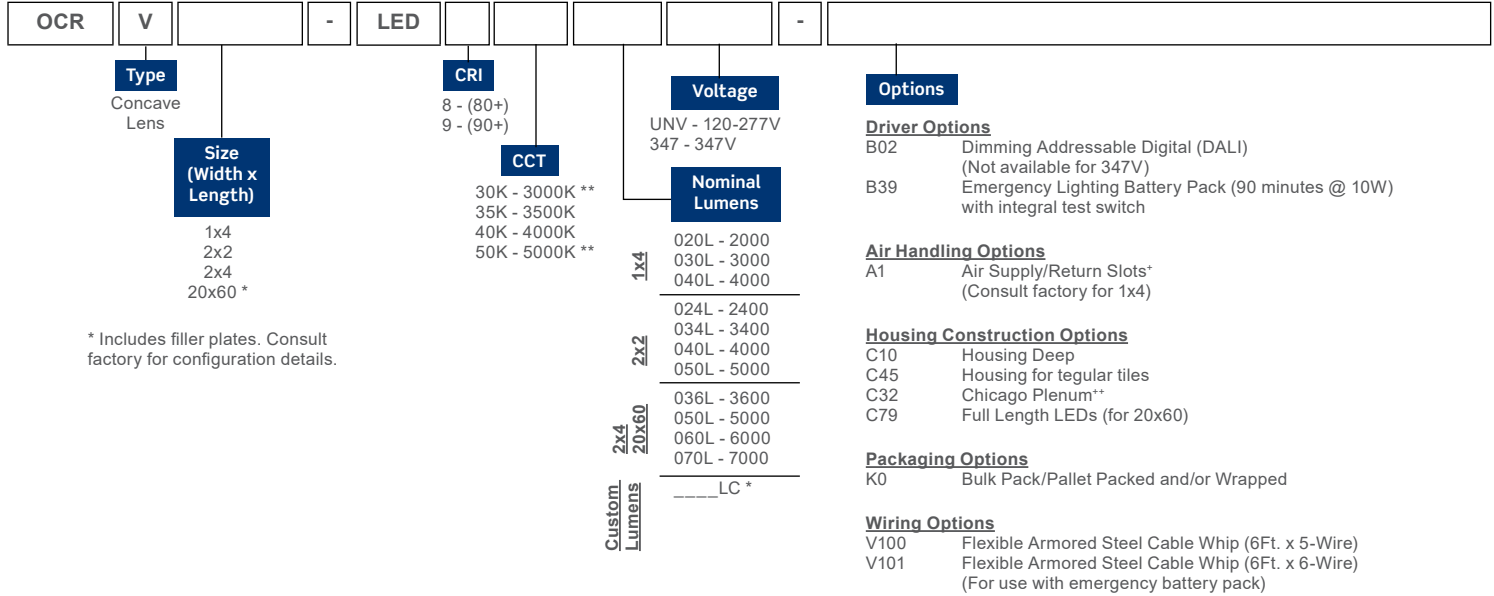 OCR V - LED -
Type
Concave
Lens
Size
(Width x
Length)
1x4
2x2
2x4
20x60 *
* Includes filler plates. Consult
factory for configuration details.
CRI
8 - (80+)
9 - (90+)
CCT
30K - 3000K **
35K - 3500K
40K - 4000K
50K - 5000K **
Voltage
UNV - 120-277V
347 - 347V
Nominal
Lumens
1x4
020L - 2000
030L - 3000
040L - 4000
2x2
024L - 2400
034L - 3400
040L - 4000
050L - 5000
2x4
20x60
036L - 3600
050L - 5000
060L - 6000
070L - 7000
Custom
Lumens
____LC *
Options
Driver Options
B02 Dimming Addressable Digital (DALI)
(Not available for 347V)
B39 Emergency Lighting Battery Pack (90 minutes @ 10W)
with integral test switch
Air Handling Options
A1 Air Supply/Return Slots⁺
(Consult factory for 1x4)
Housing Construction Options
C10 Housing Deep
C45 Housing for tegular tiles
C32 Chicago Plenum⁺⁺
C79 Full Length LEDs (for 20x60)
Packaging Options
K0 Bulk Pack/Pallet Packed and/or Wrapped
Wiring Options
V100 Flexible Armored Steel Cable Whip (6Ft. x 5-Wire)
V101 Flexible Armored Steel Cable Whip (6Ft. x 6-Wire)
(For use with emergency battery pack)